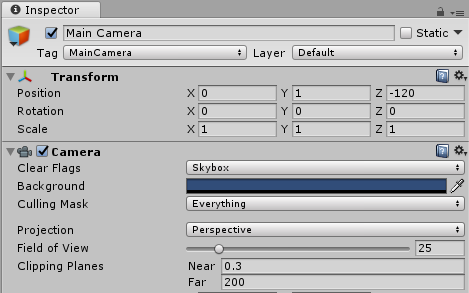 Inspector
Main Camera Static
Tag MainCamera Layer Default
Transform
Position X 0 Y 1 Z -120
Rotation X 0 Y 0 Z 0
Scale X 1 Y 1 Z 1
Camera
Clear Flags Skybox
Background
Culling Mask Everything
Projection Perspective
Field of View 25
Clipping Planes Near 0.3
Far 200